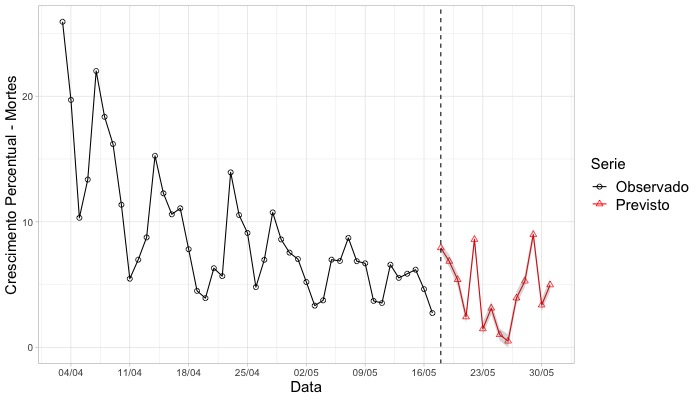 Crescimento Percentual - Mortes
20
10
0
04/04 11/04 18/04 25/04 02/05 09/05 16/05 23/05 30/05
Data
Serie
Observado
Previsto